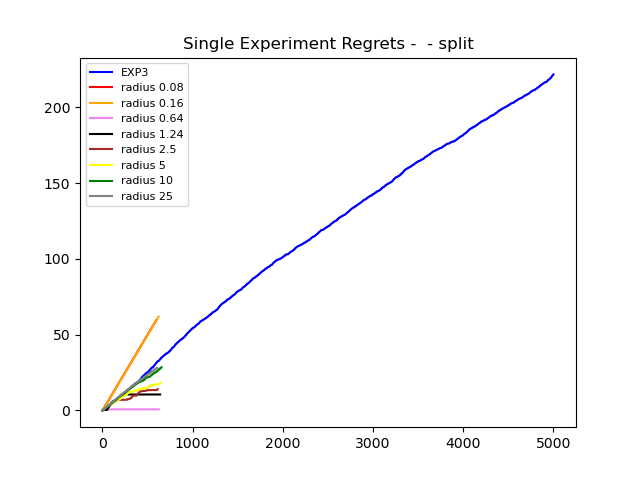 Single Experiment Regrets -  - split
EXP3
radius 0.08
radius 0.16
radius 0.64
radius 1.24
radius 2.5
radius 5
radius 10
radius 25
200
150
100
50
0
0 1000 2000 3000 4000 5000